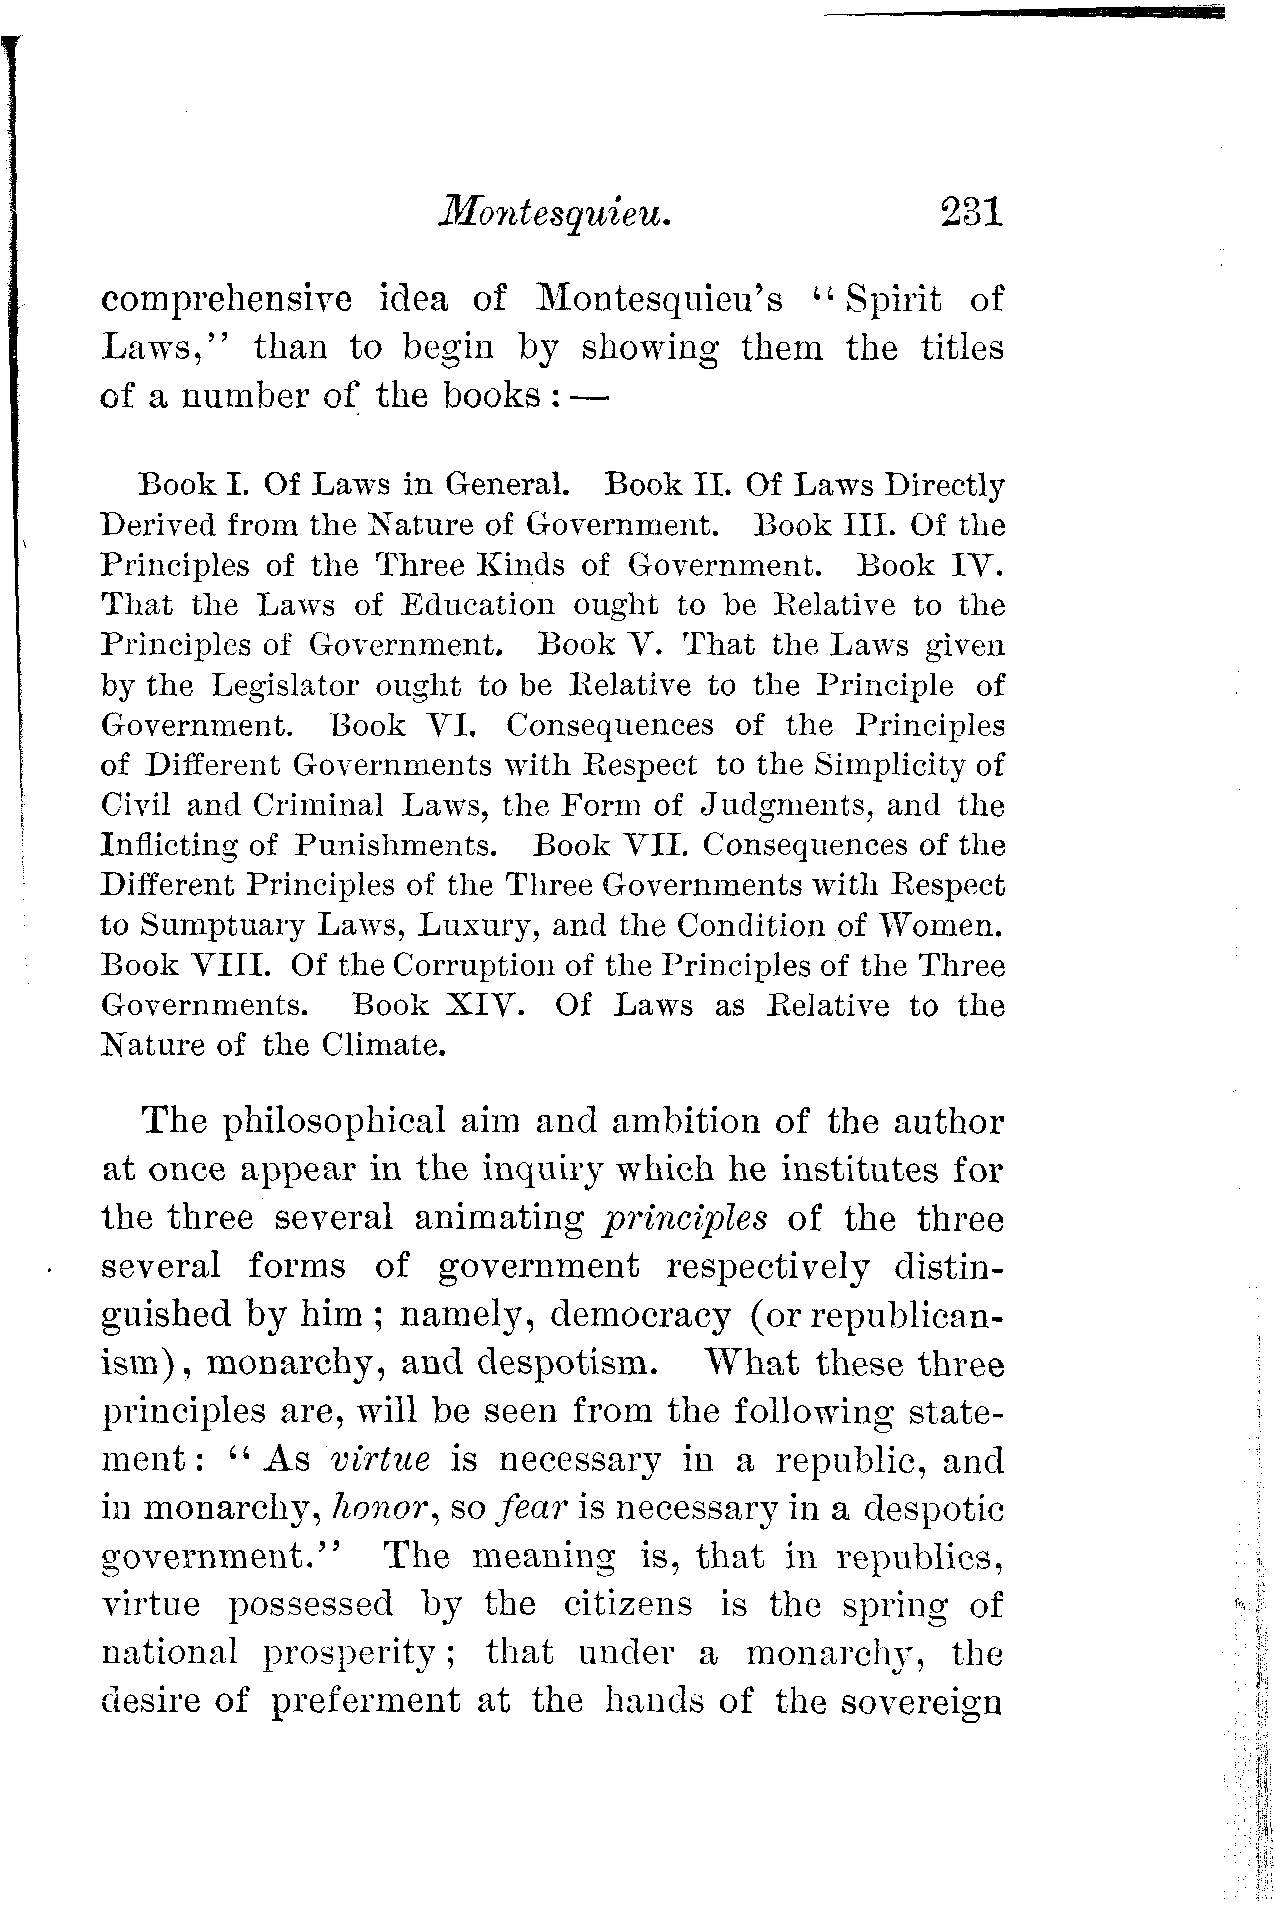 Montesquieu. 231
comprehensive idea of Montesquieu's "Spirit of
Laws," than to begin by showing them the titles
of a number of the books : —
Book I. Of Laws in General. Book II. Of Laws Directly
Derived from the Nature of Government. Book III. Of the
Principles of the Three Kinds of Government. Book IV.
That the Laws of Education ought to be Relative to the
Principles of Government. Book V. That the Laws given
by the Legislator ought to be Relative to the Principle of
Government. Book VI. Consequences of the Principles
of Different Governments with Respect to the Simplicity of
Civil and Criminal Laws, the Form of Judgments, and the
Inflicting of Punishments. Book VII. Consequences of the
Different Principles of the Three Governments with Respect
to Sumptuary Laws, Luxury, and the Condition of Women.
Book VIII. Of the Corruption of the Principles of the Three
Governments. Book XIV. Of Laws as Relative to the
Nature of the Climate.
The philosophical aim and ambition of the author
at once appear in the inquiry which he institutes for
the three several animating principles of the three
several forms of government respectively distin-
guished by him ; namely, democracy (or republican-
ism), monarchy, and despotism. What these three
principles are, will be seen from the following state-
ment : "As virtue is necessary in a republic, and
in monarchy, honor, so fear is necessary in a despotic
government." The meaning is, that in republics,
virtue possessed by the citizens is the spring of
national prosperity ; that under a monarchy, the
desire of preferment at the hands of the sovereign